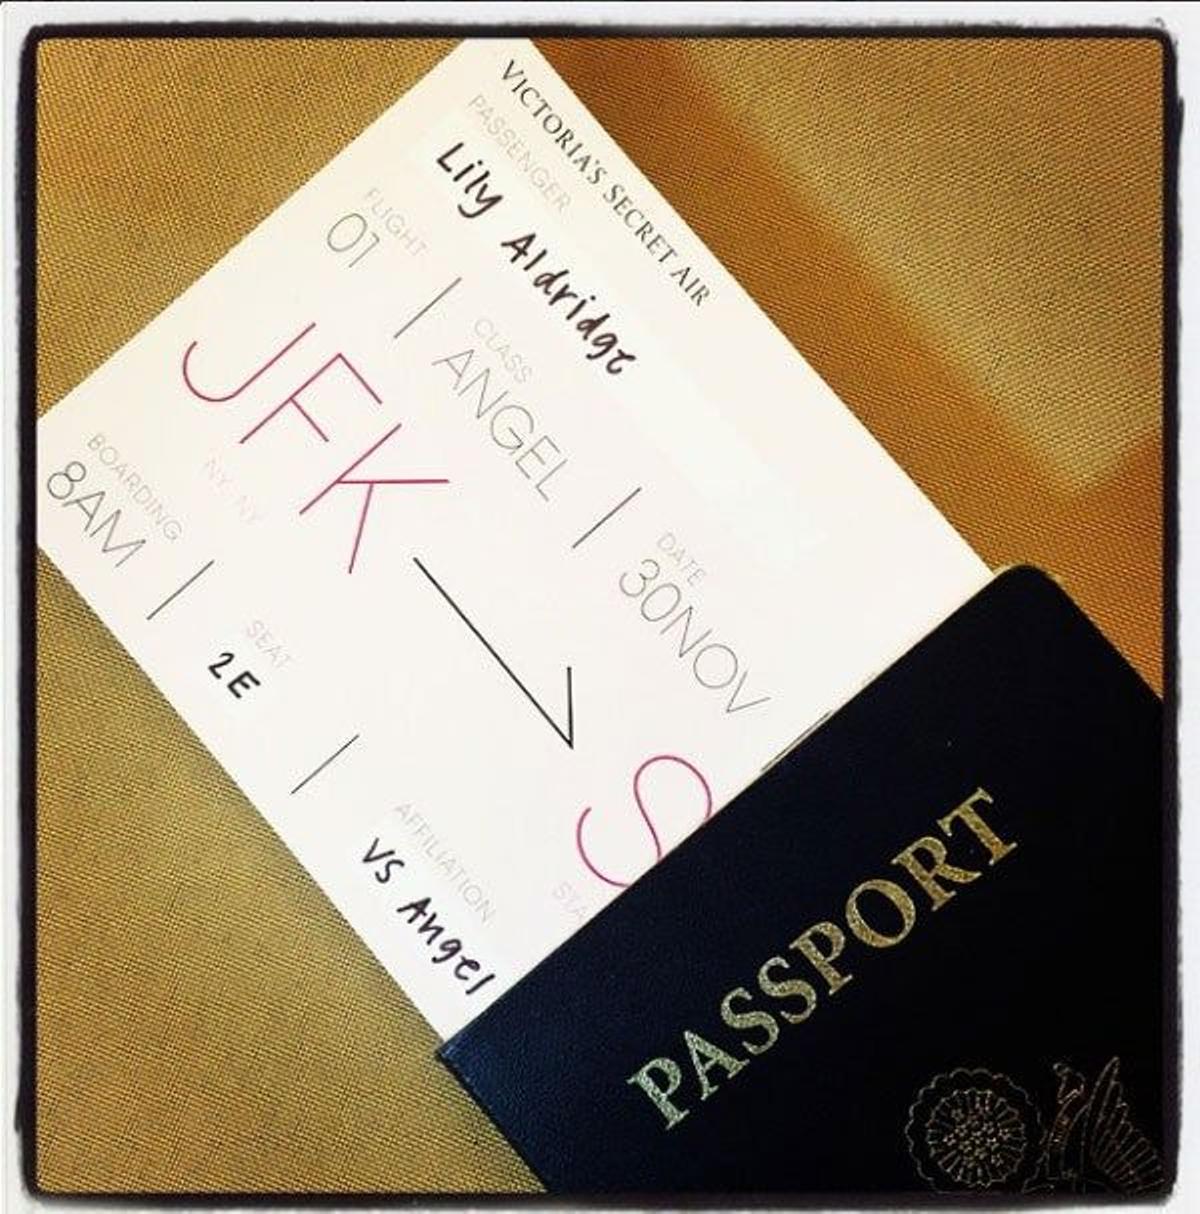 VICTORIA'S SECRET AIR
PASSENGER
Lily Aldridge
FLIGHT
01
CLASS
ANGEL
DATE
30NOV
JFK
NY NY
S
STA
BOARDING
8AM
SEAT
2E
AFFILIATION
VS Angel
PASSPORT